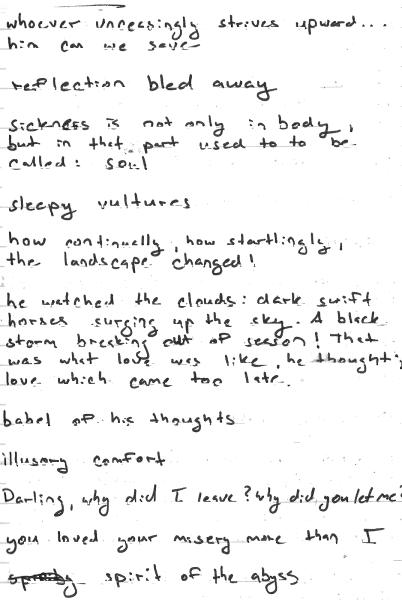 whoever unceasingly strives upward...
him can we save
reflection bled away
sickness is not only in body,
but in that part used to to be
called: soul
sleepy vultures
how continually, how startlingly,
the landscape changed!
he watched the clouds: dark swift
horses surging up the sky. A black
storm breaking out of season! That
was what love was like, he thought;
love which came too late.
babel of his thoughts
illusory comfort
Darling, why did I leave? why did you let me?
you loved your misery more than I
spirit of the abyss